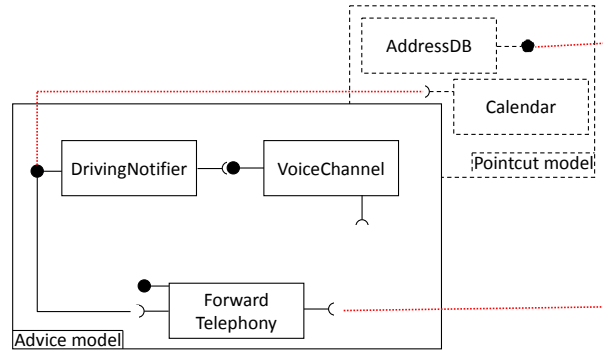 AddressDB
Calendar
Pointcut model
DrivingNotifier
VoiceChannel
Forward
Telephony
Advice model